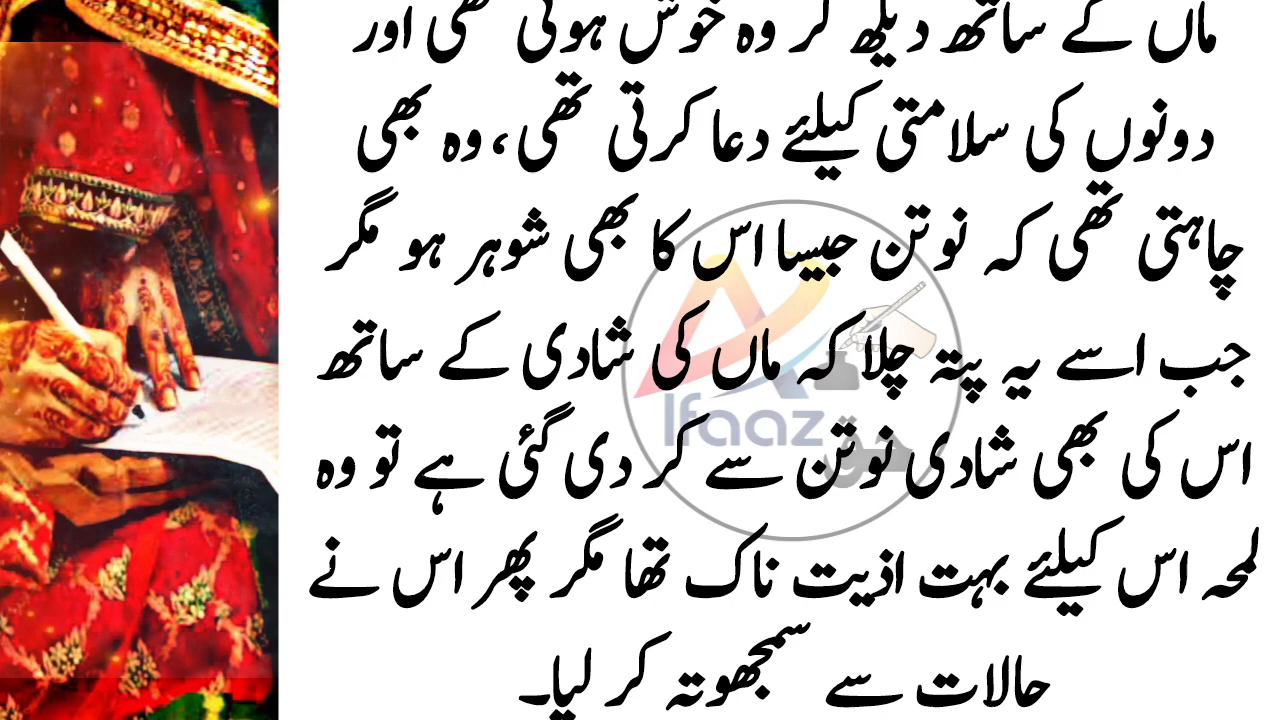 ماں کے ساتھ دیکھ کر وہ خوش ہوتی تھی اور
دونوں کی سلامتی کیلئے دعا کرتی تھی، وہ بھی
چاہتی تھی کہ نوتن جیسا اس کا بھی شوہر ہو مگر
جب اسے یہ پتہ چلا کہ ماں کی شادی کے ساتھ
lfaaz
اس کی بھی شادی نوتن سے کر دی گئی ہے تو وہ
لمحہ اس کیلئے بہت اذیت ناک تھا مگر پھر اس نے
حالات سے سمجھوتہ کر لیا۔